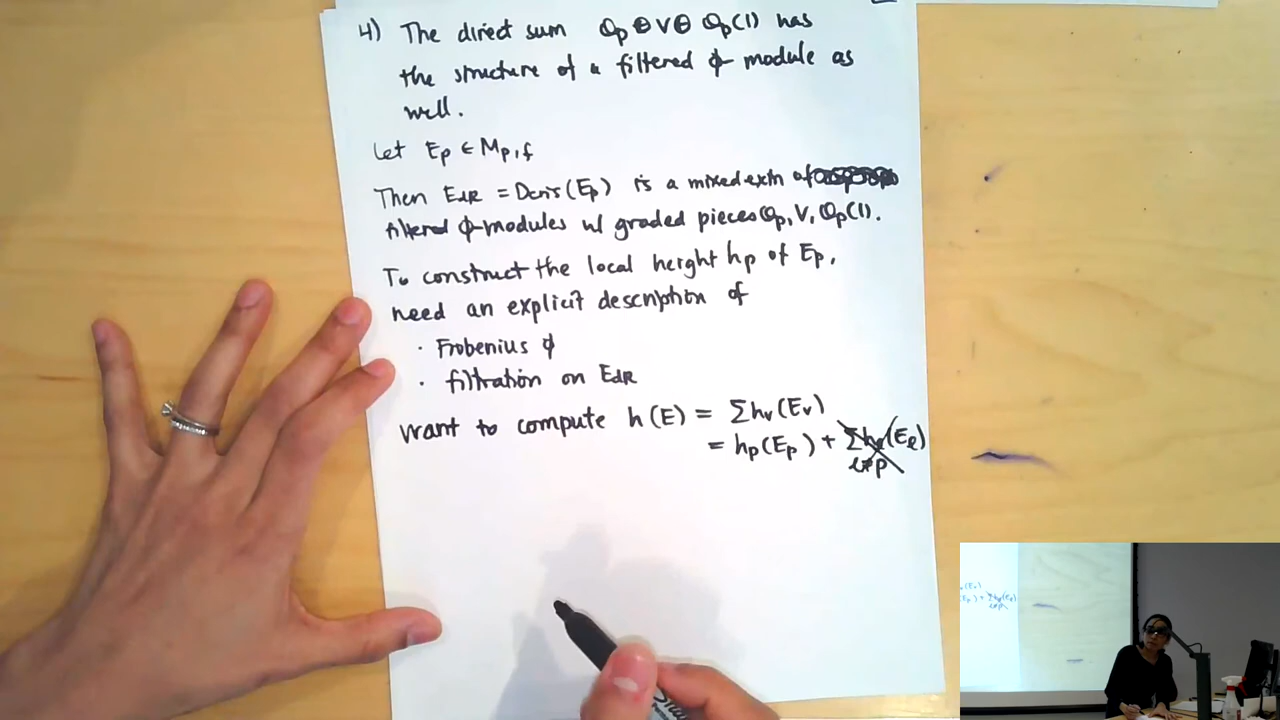 4) The direct sum ℚp ⊕ V ⊕ ℚp(1) has
the structure of a filtered ϕ-module as
well.
Let Ep ∈ Mp,f
Then EdR = Dcris(Ep) is a mixed extn of
filtered ϕ-modules w/ graded pieces ℚp, V, ℚp(1).
To construct the local height hp of Ep,
need an explicit description of
· Frobenius ϕ
· filtration on EdR
want to compute h(E) = Σhv(Ev)
= hp(Ep) + Σhℓ(Eℓ)
ℓ≠p